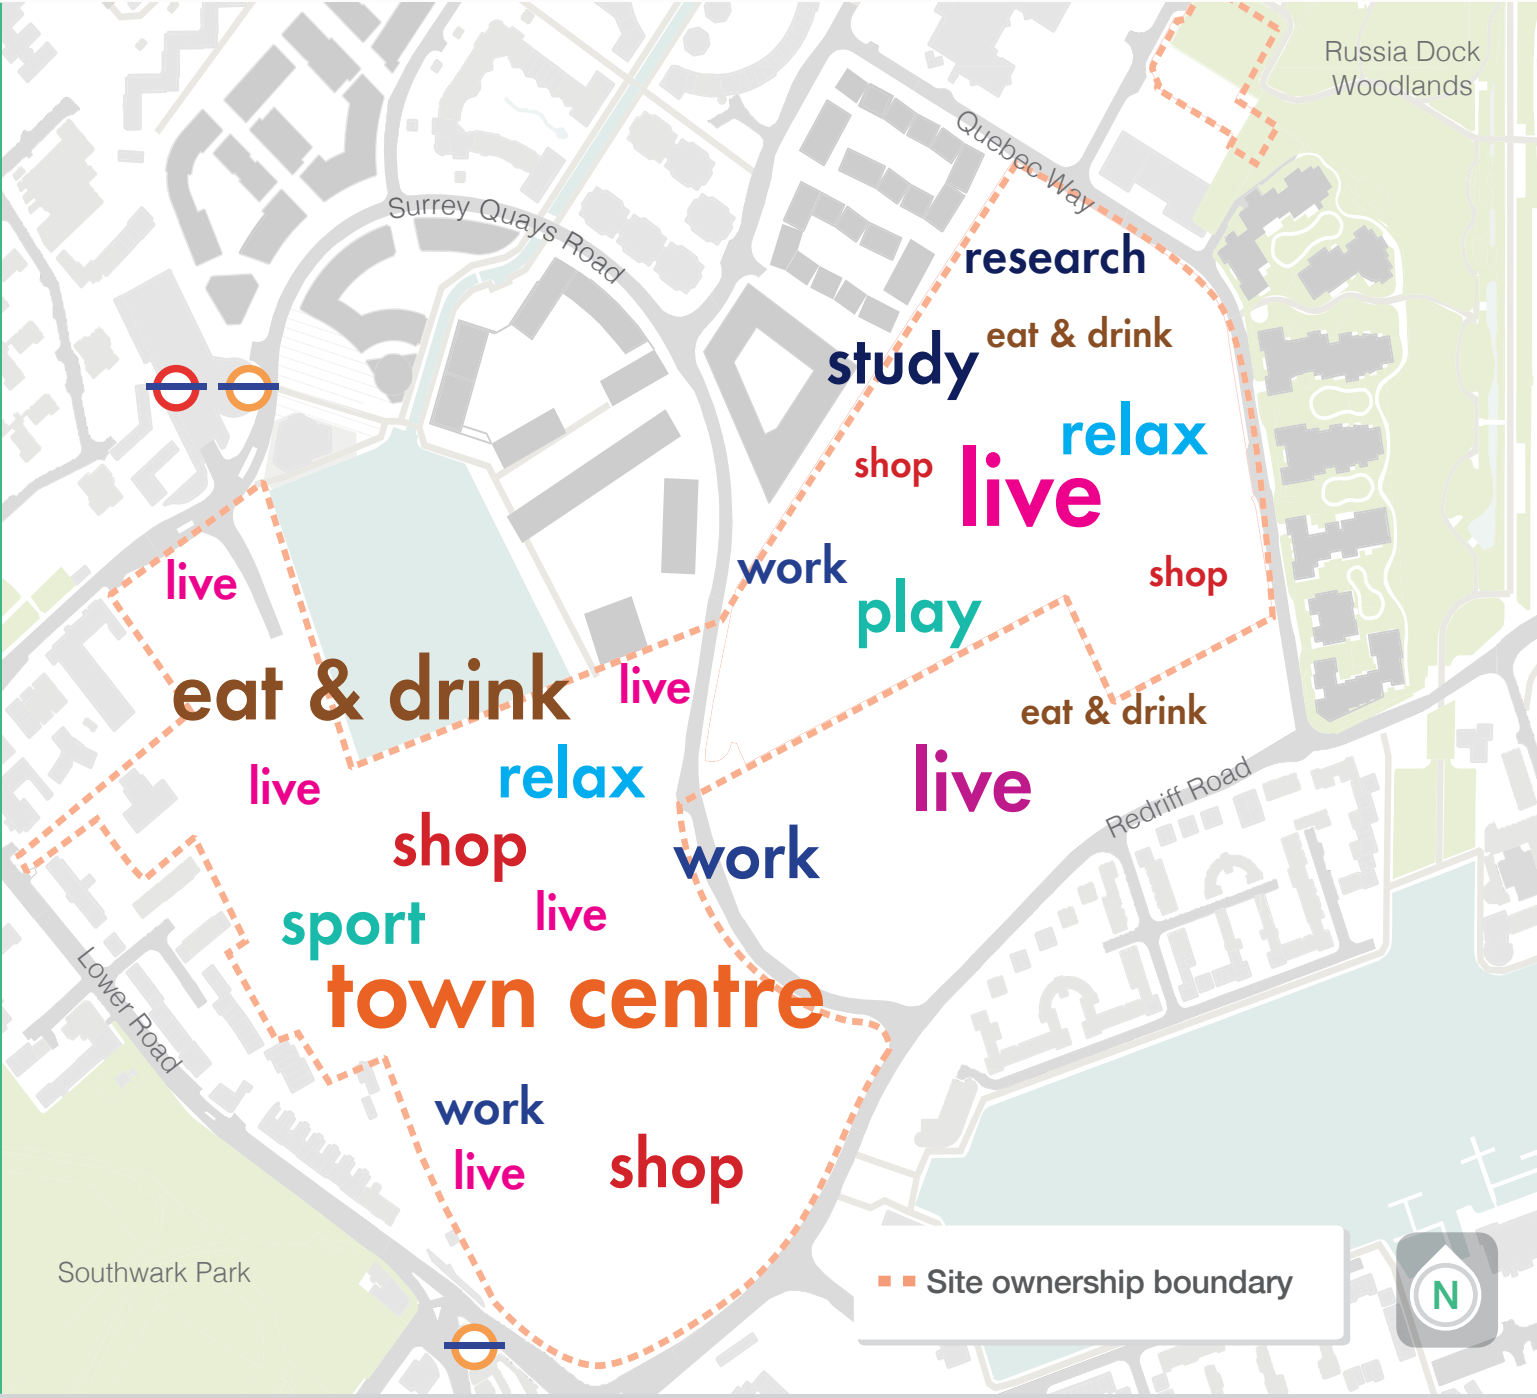 Russia Dock
Woodlands
Quebec Way
Surrey Quays Road
research
eat & drink
study
relax
shop
live
work
shop
play
live
eat & drink
live
eat & drink
live
relax
live
shop
work
Redriff Road
sport
live
town centre
Lower Road
work
live
shop
Southwark Park
Site ownership boundary
N